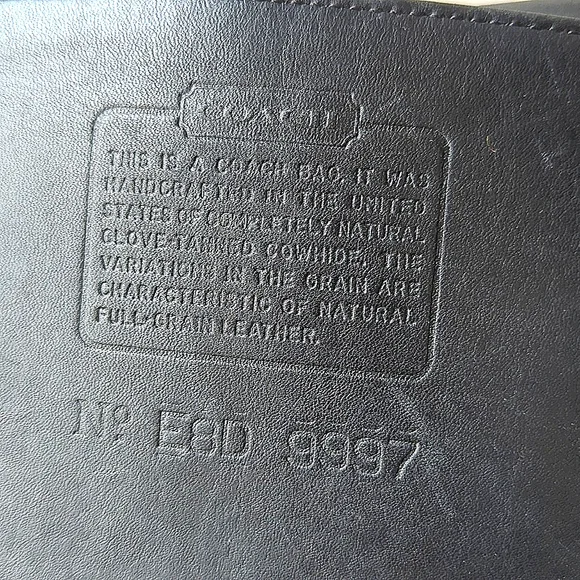 COACH
THIS IS A COACH BAG. IT WAS
HANDCRAFTED IN THE UNITED
STATES OF COMPLETELY NATURAL
GLOVE-TANNED COWHIDE. THE
VARIATIONS IN THE GRAIN ARE
CHARACTERISTIC OF NATURAL
FULL-GRAIN LEATHER.
Nº E8D 9997